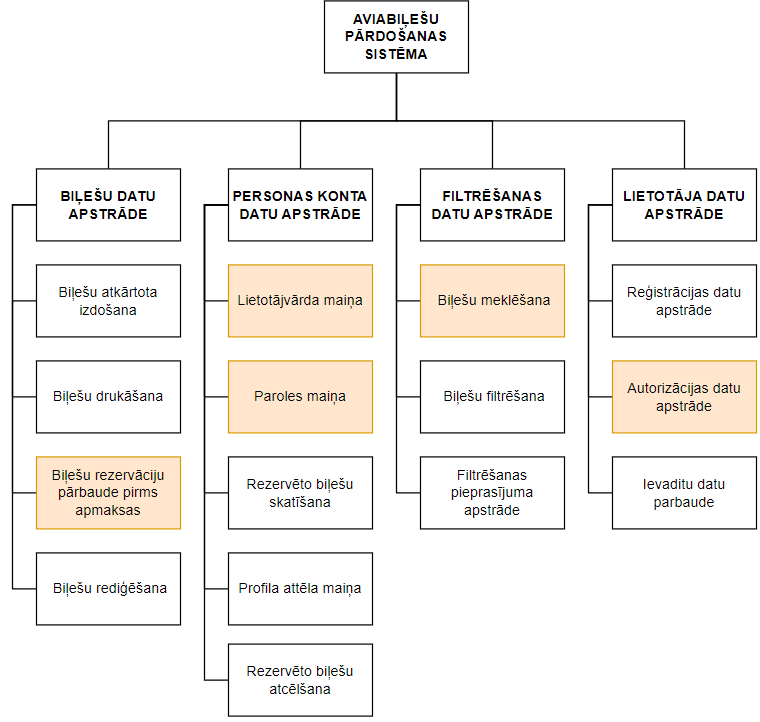 AVIABIĻEŠU
PĀRDOŠANAS
SISTĒMA
BIĻEŠU DATU
APSTRĀDE
Biļešu atkārtota
izdošana
Biļešu drukāšana
Biļešu rezervāciju
pārbaude pirms
apmaksas
Biļešu rediģēšana
PERSONAS KONTA
DATU APSTRĀDE
Lietotājvārda maiņa
Paroles maiņa
Rezervēto biļešu
skatīšana
Profila attēla maiņa
Rezervēto biļešu
atcēlšana
FILTRĒŠANAS
DATU APSTRĀDE
Biļešu meklēšana
Biļešu filtrēšana
Filtrēšanas
pieprasījuma
apstrāde
LIETOTĀJA DATU
APSTRĀDE
Reģistrācijas datu
apstrāde
Autorizācijas datu
apstrāde
Ievaditu datu
parbaude